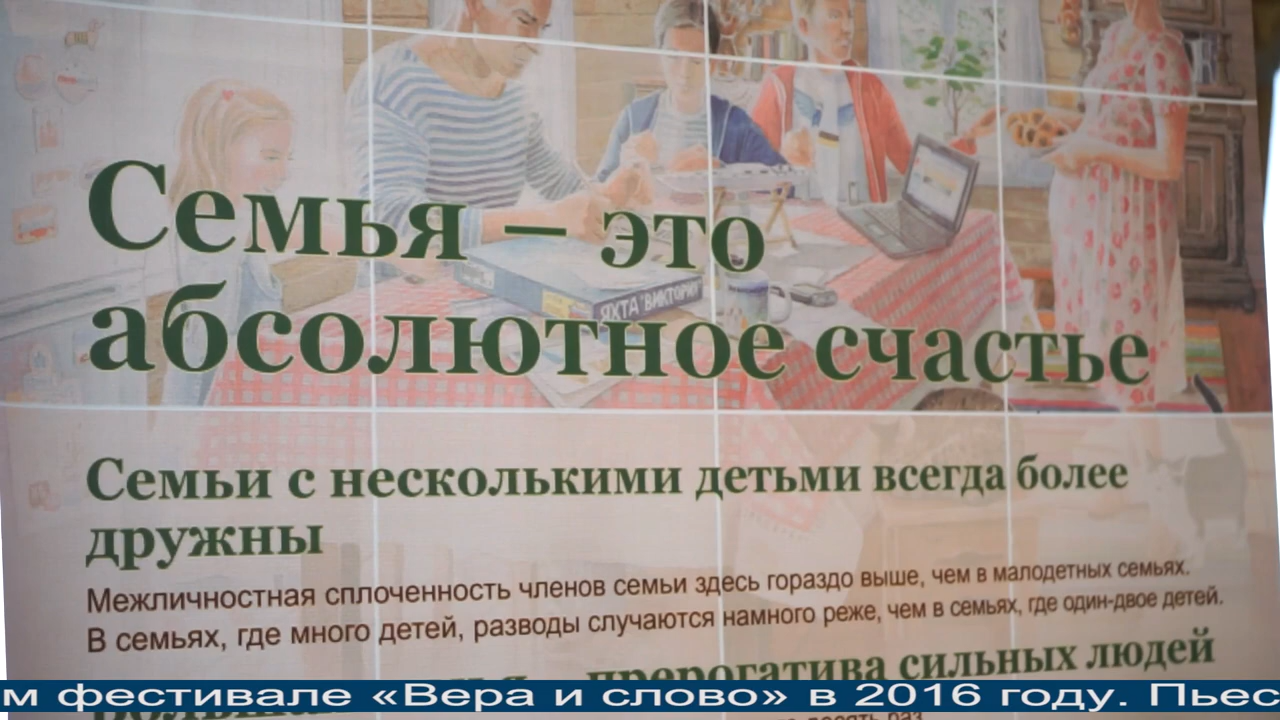 Семья – это
ЯХТА "ВИКТОРИЯ"
абсолютное счастье
Семьи с несколькими детьми всегда более
дружны
Межличностная сплоченность членов семьи здесь гораздо выше, чем в малодетных семьях.
В семьях, где много детей, разводы случаются намного реже, чем в семьях, где один-двое детей.
прерогатива сильных людей
м фестивале «Вера и слово» в 2016 году. Пьес